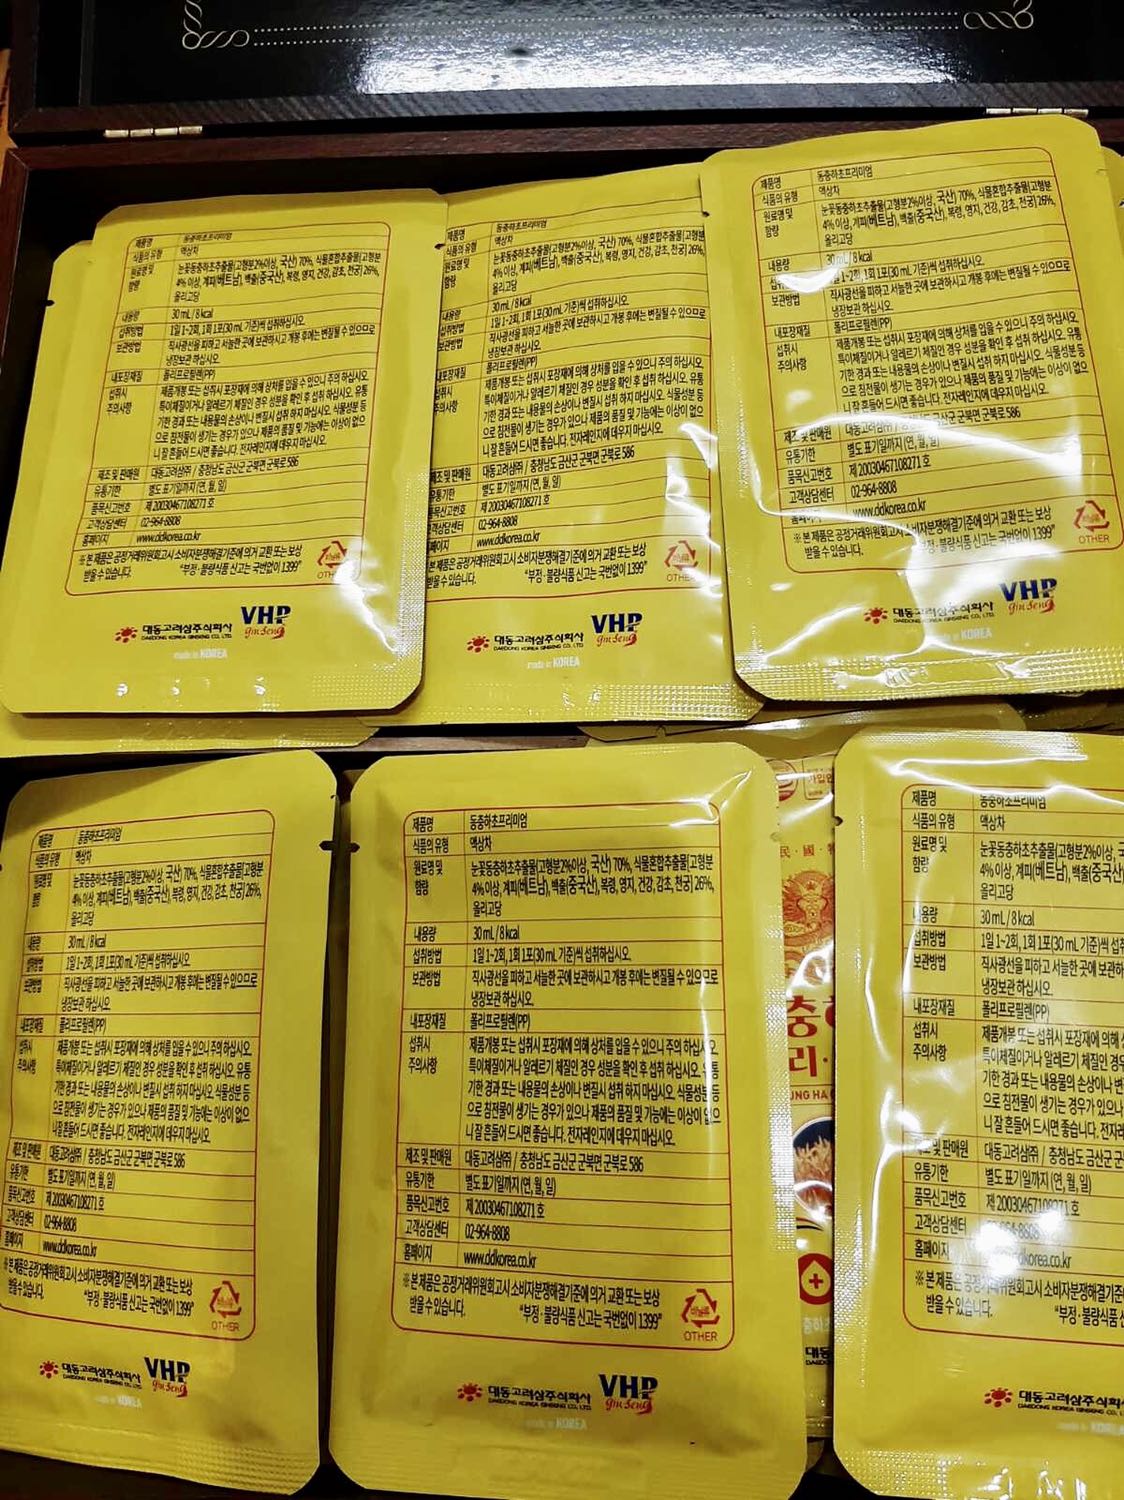 제품명 동충하초프리미엄
식품의 유형 액상차
원료명 및 함량 눈꽃동충하초추출물(고형분2%이상, 국산) 70%, 식물혼합추출물(고형분
4% 이상, 계피(베트남), 백출(중국산), 복령, 영지, 건강, 감초, 천궁) 26%,
올리고당
내용량 30 mL / 8 kcal
섭취방법 1일 1~2회, 1회 1포(30 mL 기준)씩 섭취하십시오.
보관방법 직사광선을 피하고 서늘한 곳에 보관하시고 개봉 후에는 변질될 수 있으므로
냉장보관 하십시오.
내포장재질 폴리프로필렌(PP)
섭취시 주의사항 제품개봉 또는 섭취시 포장재에 의해 상처를 입을 수 있으니 주의 하십시오.
특이체질이거나 알레르기 체질인 경우 성분을 확인 후 섭취 하십시오. 유통
기한 경과 또는 내용물의 손상이나 변질시 섭취 하지 마십시오. 식물성분 등
으로 침전물이 생기는 경우가 있으나 제품의 품질 및 기능에는 이상이 없으
니 잘 흔들어 드시면 좋습니다. 전자레인지에 데우지 마십시오.
제조 및 판매원 대동고려삼㈜ / 충청남도 금산군 군북면 군북로 586
유통기한 별도 표기일까지 (연, 월, 일)
품목신고번호 제 20030467108271 호
고객상담센터 02-964-8808
홈페이지 www.ddkorea.co.kr
※ 본 제품은 공정거래위원회고시 소비자분쟁해결기준에 의거 교환 또는 보상
받을 수 있습니다. "부정·불량식품 신고는 국번없이 1399"
비닐류
OTHER
대동고려삼주식회사
DAEDONG KOREA GINSENG CO., LTD.
VHP
ginseng
made in KOREA